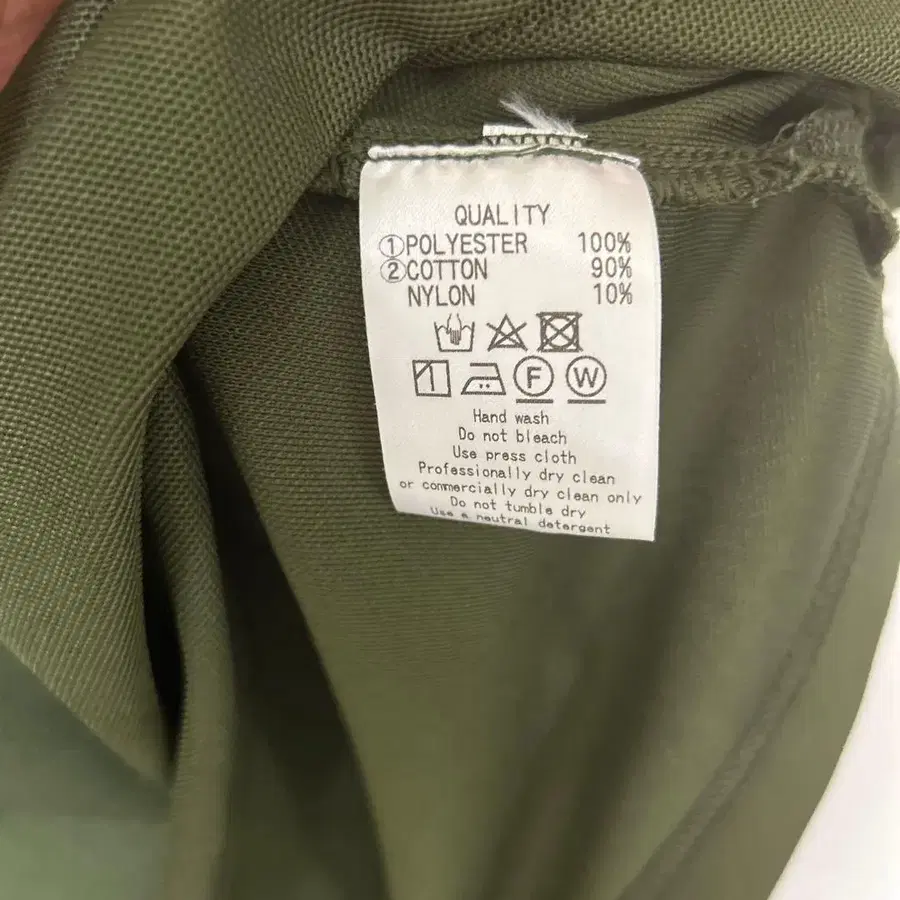 QUALITY
①POLYESTER 100%
②COTTON 90%
NYLON 10%
F W
Hand wash
Do not bleach
Use press cloth
Professionally dry clean
or commercially dry clean only
Do not tumble dry
Use a neutral detergent